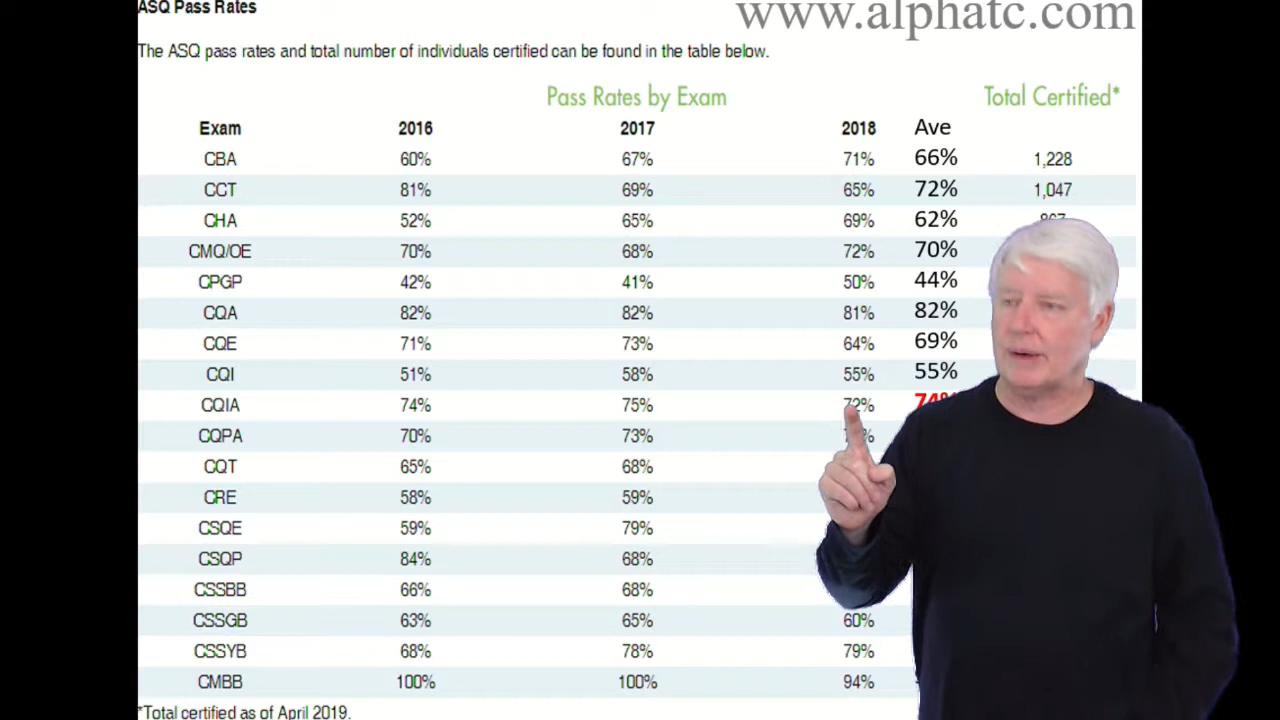 ASQ Pass Rates
www.alphatc.com
The ASQ pass rates and total number of individuals certified can be found in the table below.
Pass Rates by Exam Total Certified*
Exam 2016 2017 2018 Ave
CBA 60% 67% 71% 66% 1,228
CCT 81% 69% 65% 72% 1,047
CHA 52% 65% 69% 62%
CMQ/OE 70% 68% 72% 70%
CPGP 42% 41% 50% 44%
CQA 82% 82% 81% 82%
CQE 71% 73% 64% 69%
CQI 51% 58% 55% 55%
CQIA 74% 75% 72% 74%
CQPA 70% 73%
CQT 65% 68%
CRE 58% 59%
CSQE 59% 79%
CSQP 84% 68%
CSSBB 66% 68%
CSSGB 63% 65% 60%
CSSYB 68% 78% 79%
CMBB 100% 100% 94%
*Total certified as of April 2019.